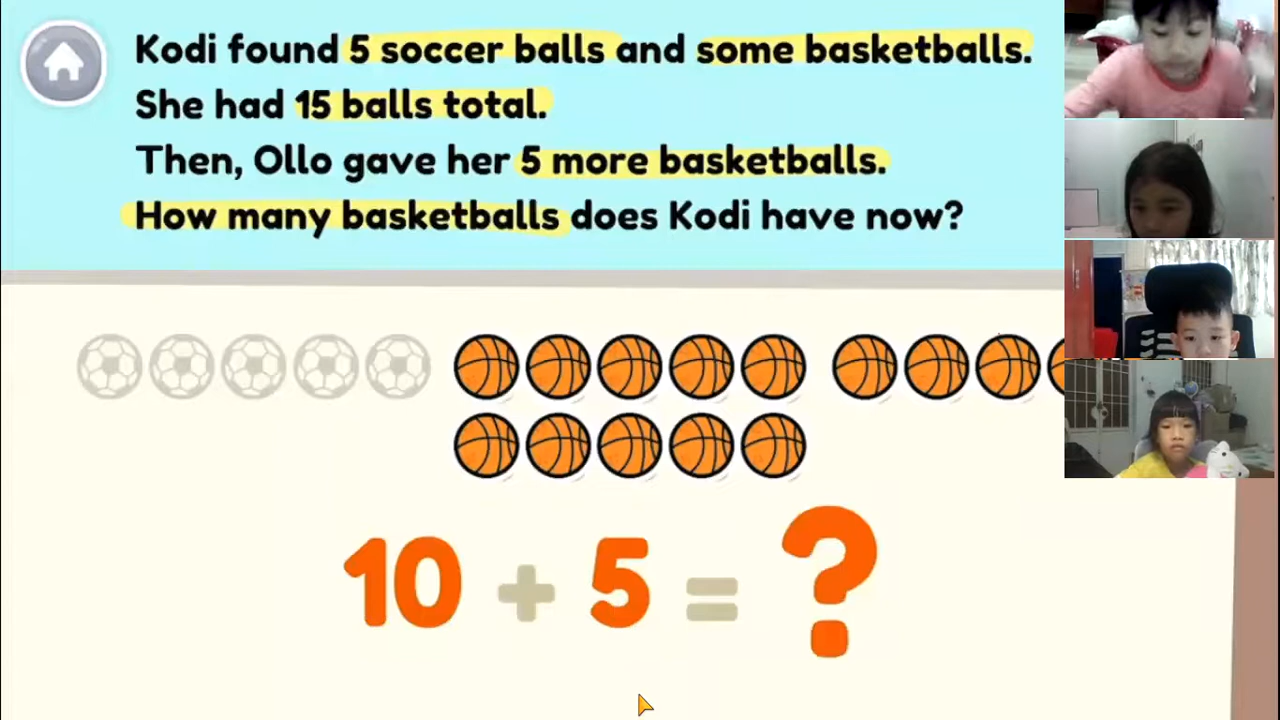 Kodi found 5 soccer balls and some basketballs.
She had 15 balls total.
Then, Ollo gave her 5 more basketballs.
How many basketballs does Kodi have now?
10 + 5 = ?